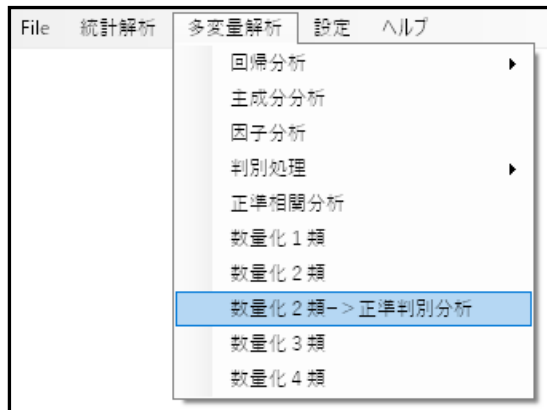 File 統計解析 多変量解析 設定 ヘルプ
回帰分析
主成分分析
因子分析
判別処理
正準相関分析
数量化１類
数量化２類
数量化２類－＞正準判別分析
数量化３類
数量化４類